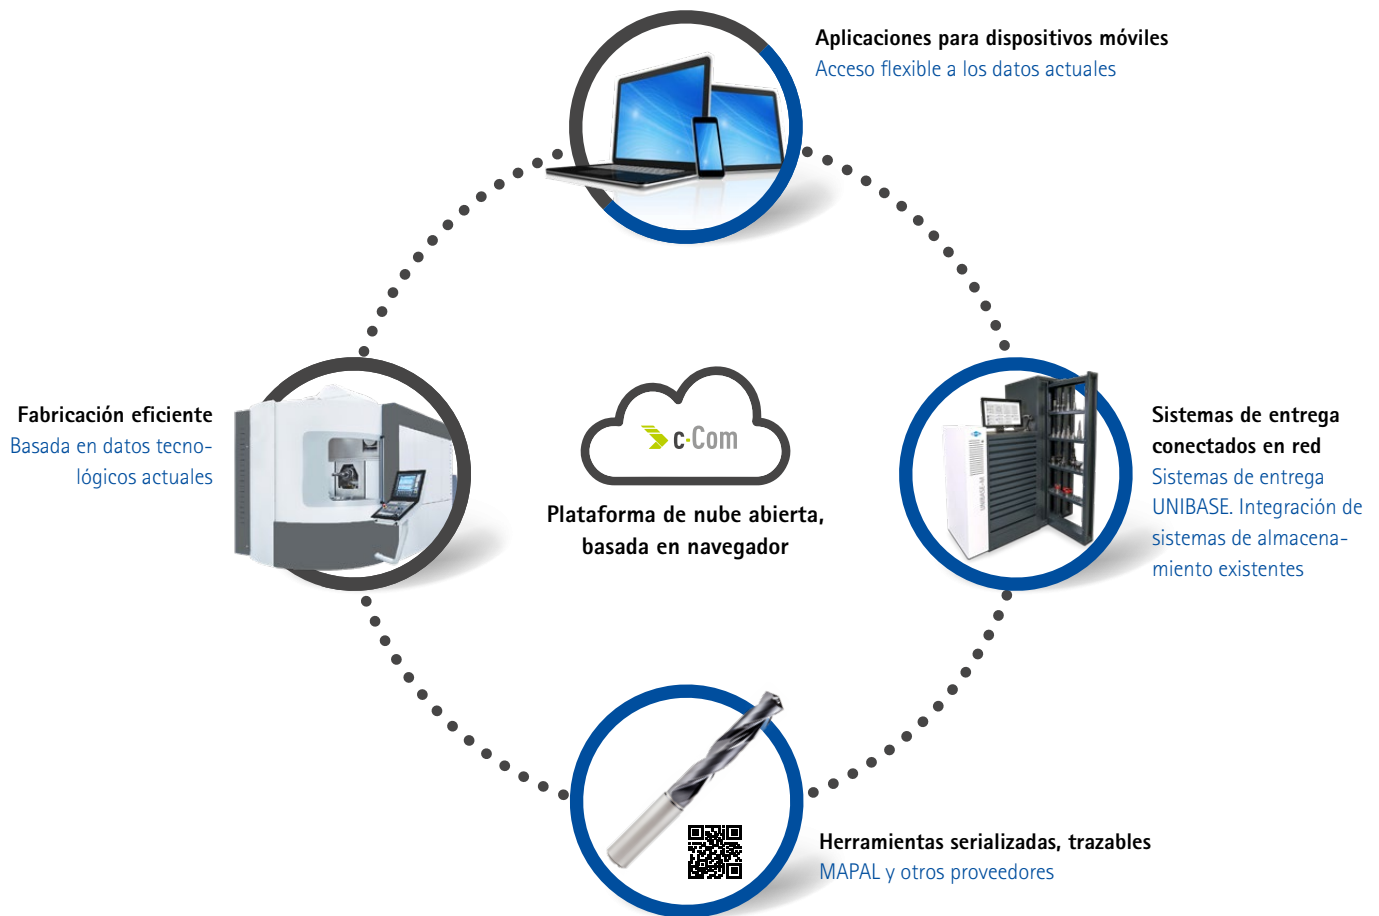 Aplicaciones para dispositivos móviles
Acceso flexible a los datos actuales
Fabricación eficiente
Basada en datos tecno-
lógicos actuales
c·Com
Plataforma de nube abierta,
basada en navegador
UNIBASE-M
Sistemas de entrega
conectados en red
Sistemas de entrega
UNIBASE. Integración de
sistemas de almacena-
miento existentes
Herramientas serializadas, trazables
MAPAL y otros proveedores